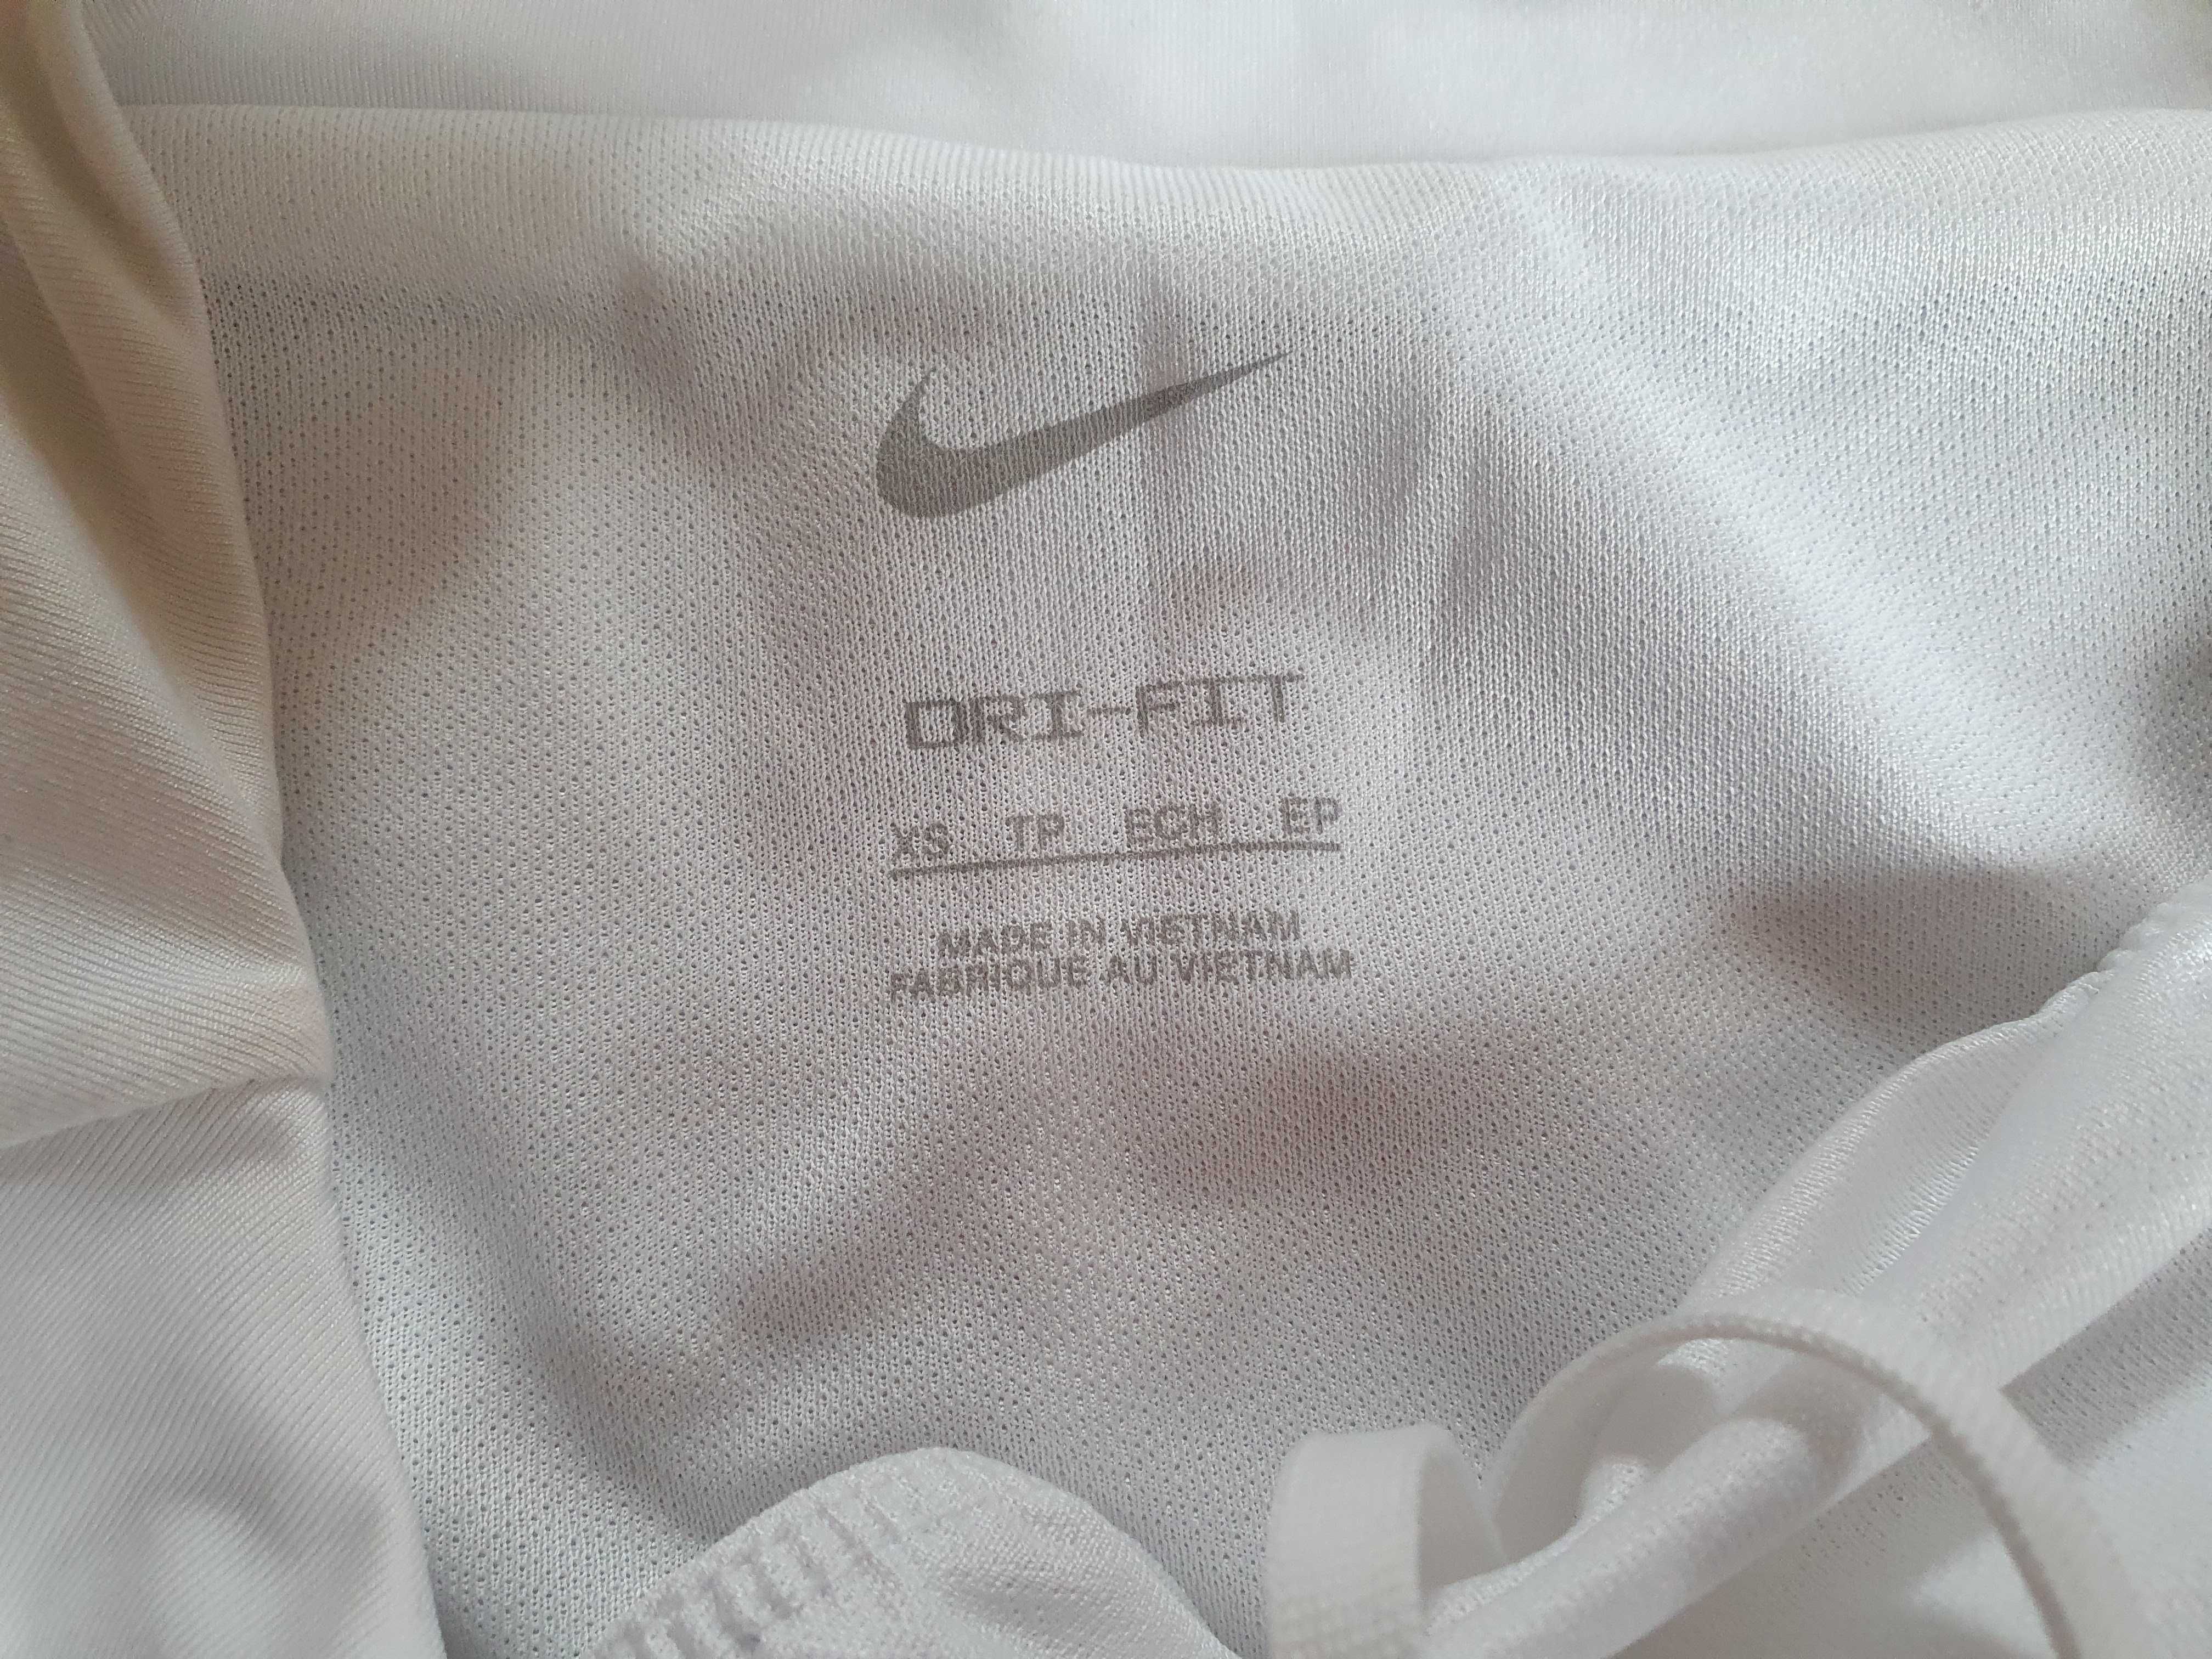 DRI-FIT
XS TP ECH EP
MADE IN VIETNAM
FABRIQUE AU VIETNAM